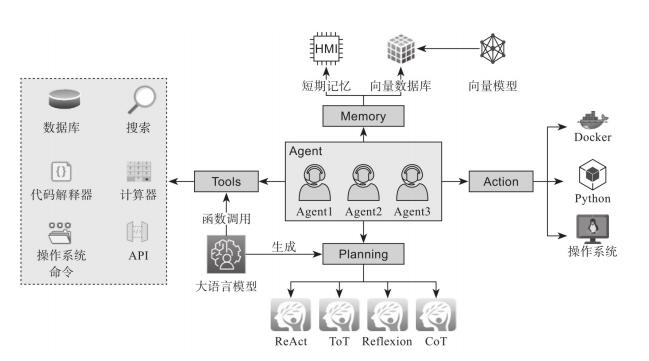 HMI
短期记忆
向量数据库
向量模型
Memory
数据库
搜索
代码解释器
计算器
操作系统
命令
API
Tools
函数调用
大语言模型
生成
Agent
Agent1
Agent2
Agent3
Planning
ReAct
ToT
Reflexion
CoT
Action
Docker
Python
操作系统